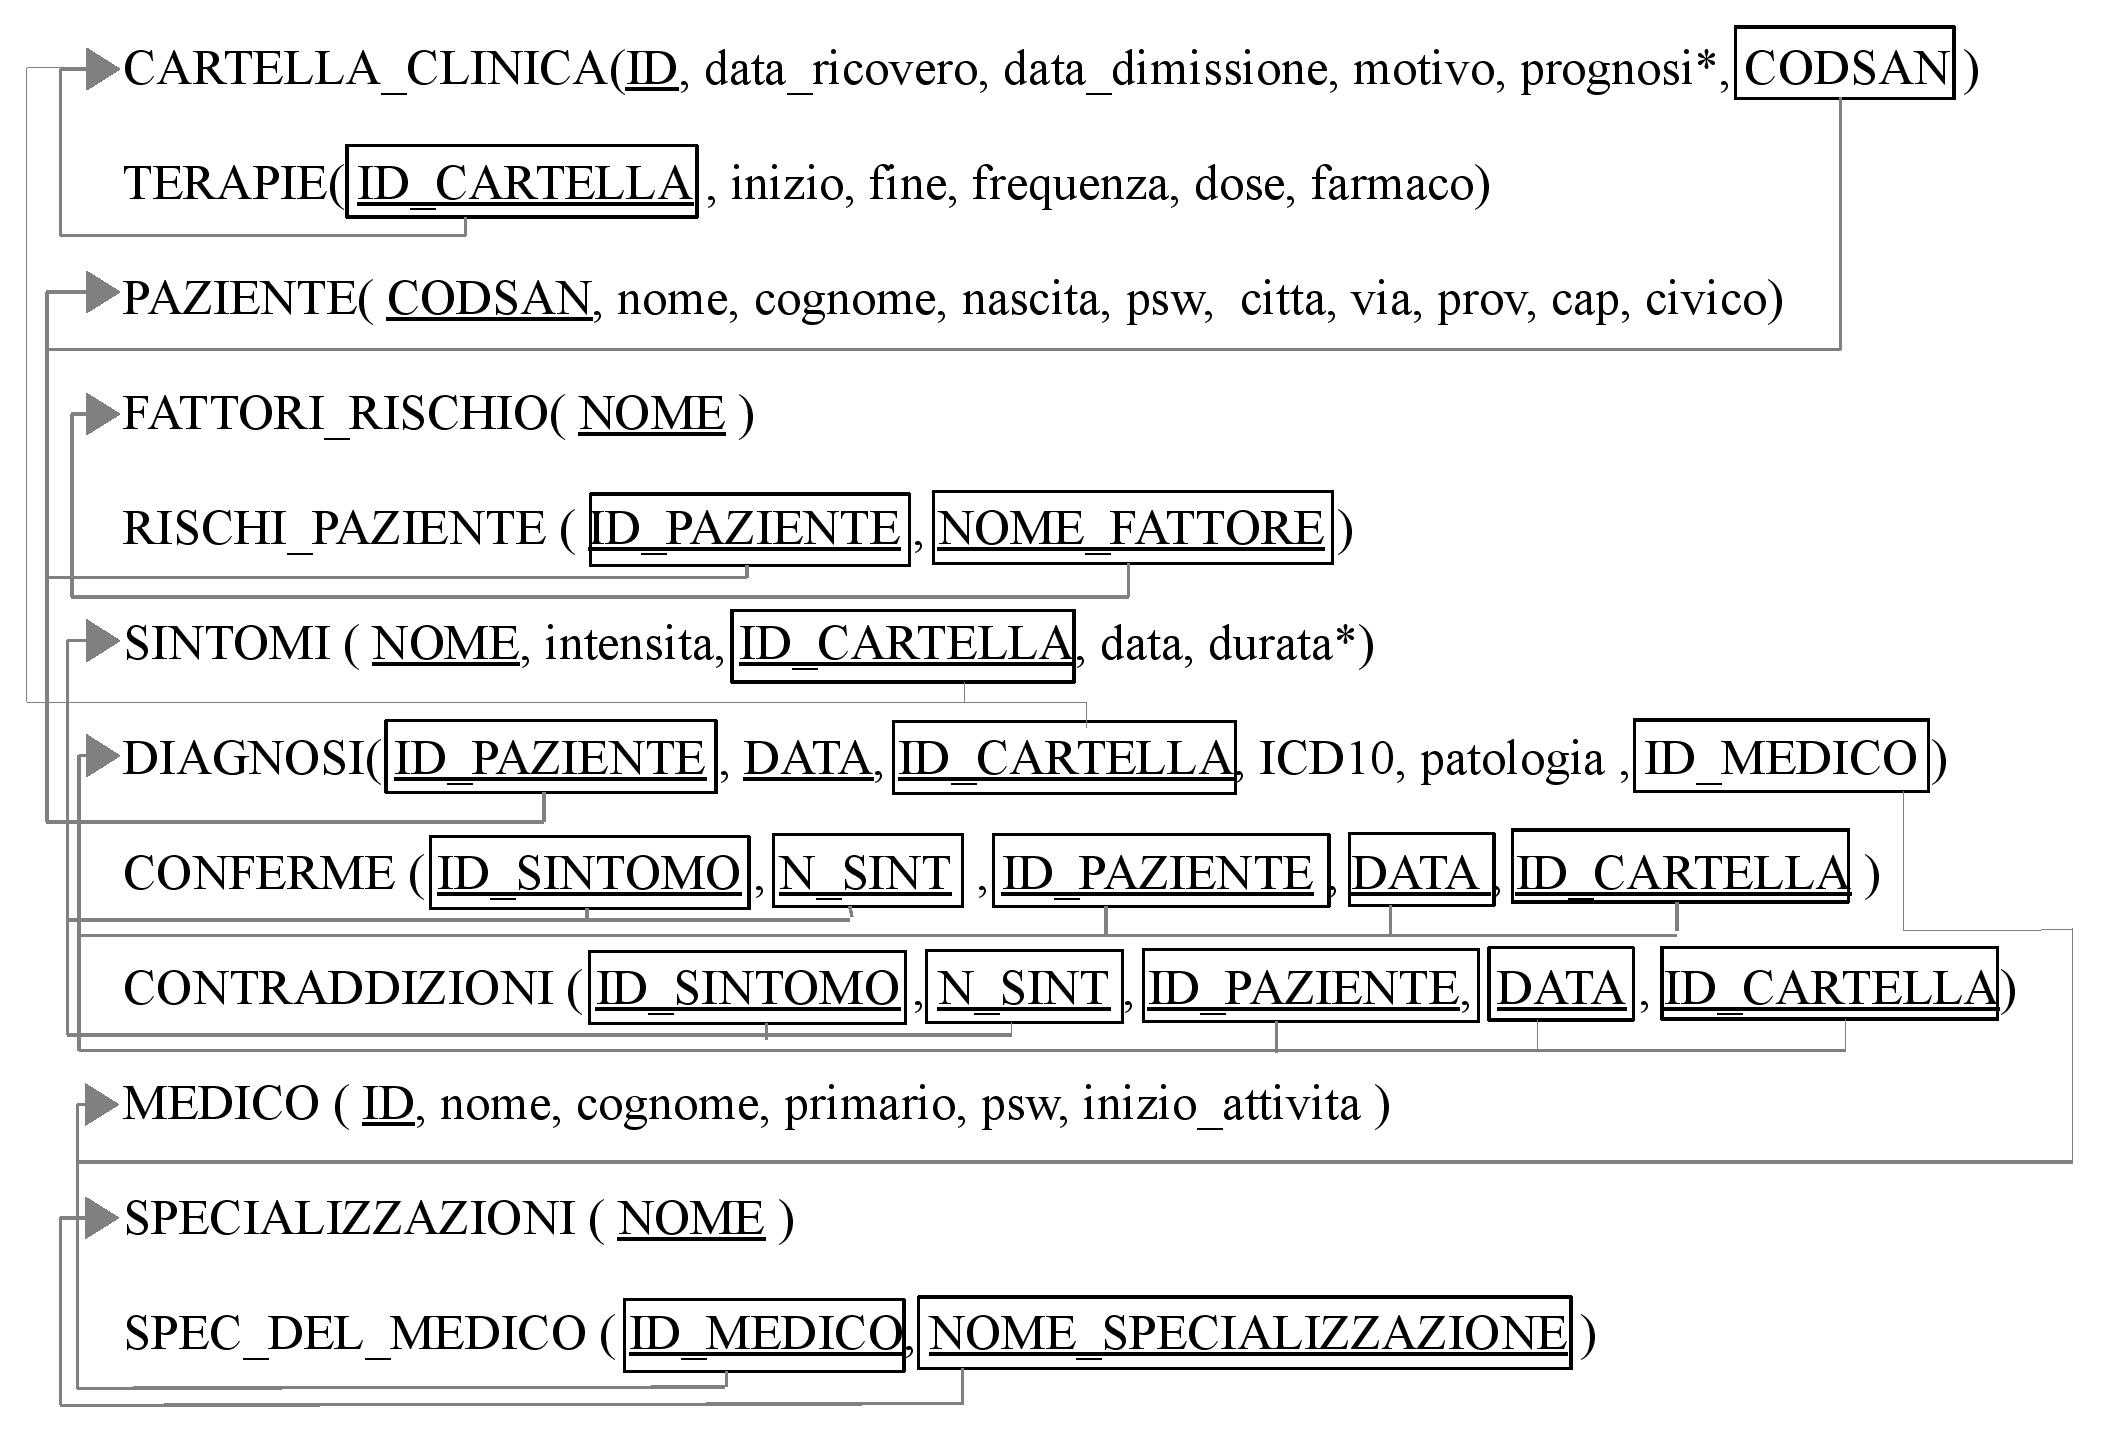 CARTELLA_CLINICA(ID, data_ricovero, data_dimissione, motivo, prognosi*, CODSAN )
TERAPIE( ID_CARTELLA , inizio, fine, frequenza, dose, farmaco)
PAZIENTE( CODSAN, nome, cognome, nascita, psw, citta, via, prov, cap, civico)
FATTORI_RISCHIO( NOME )
RISCHI_PAZIENTE ( ID_PAZIENTE , NOME_FATTORE )
SINTOMI ( NOME, intensita, ID_CARTELLA, data, durata*)
DIAGNOSI( ID_PAZIENTE , DATA, ID_CARTELLA, ICD10, patologia , ID_MEDICO )
CONFERME ( ID_SINTOMO , N_SINT , ID_PAZIENTE, DATA , ID_CARTELLA )
CONTRADDIZIONI ( ID_SINTOMO , N_SINT , ID_PAZIENTE, DATA , ID_CARTELLA)
MEDICO ( ID, nome, cognome, primario, psw, inizio_attivita )
SPECIALIZZAZIONI ( NOME )
SPEC_DEL_MEDICO ( ID_MEDICO, NOME_SPECIALIZZAZIONE )